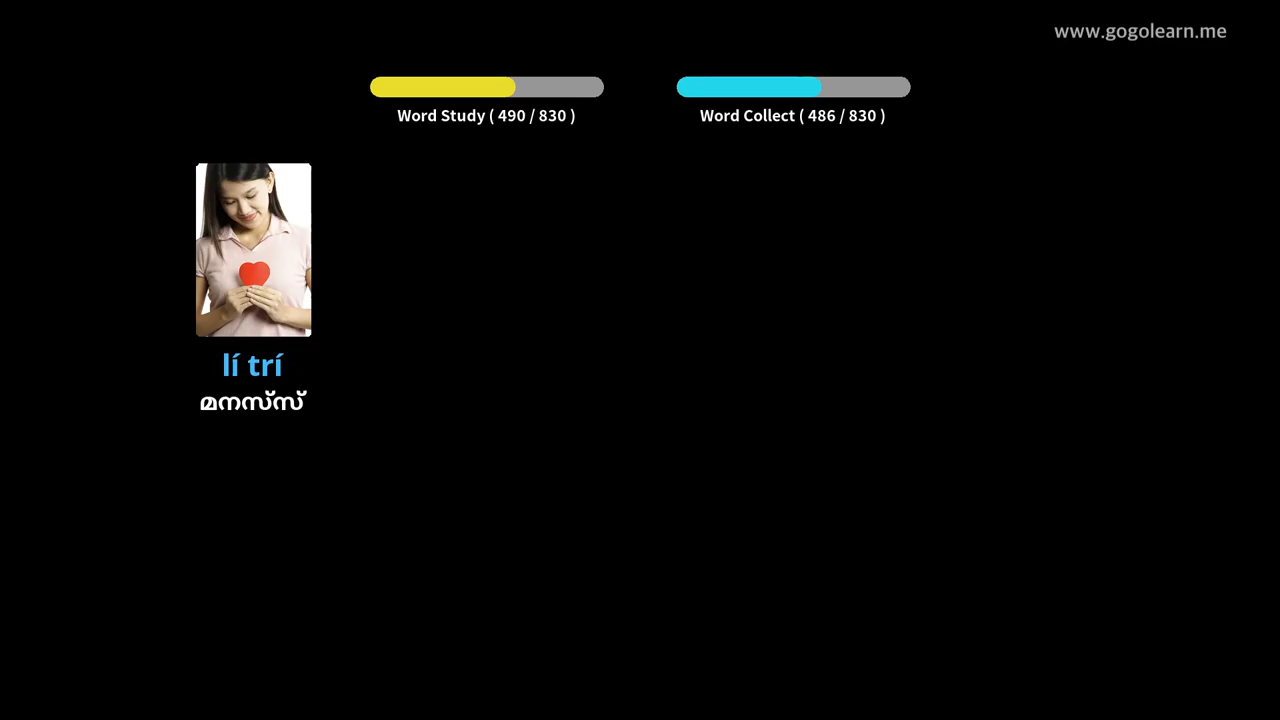 www.gogolearn.me
Word Study ( 490 / 830 )
Word Collect ( 486 / 830 )
lí trí
മനസ്സ്